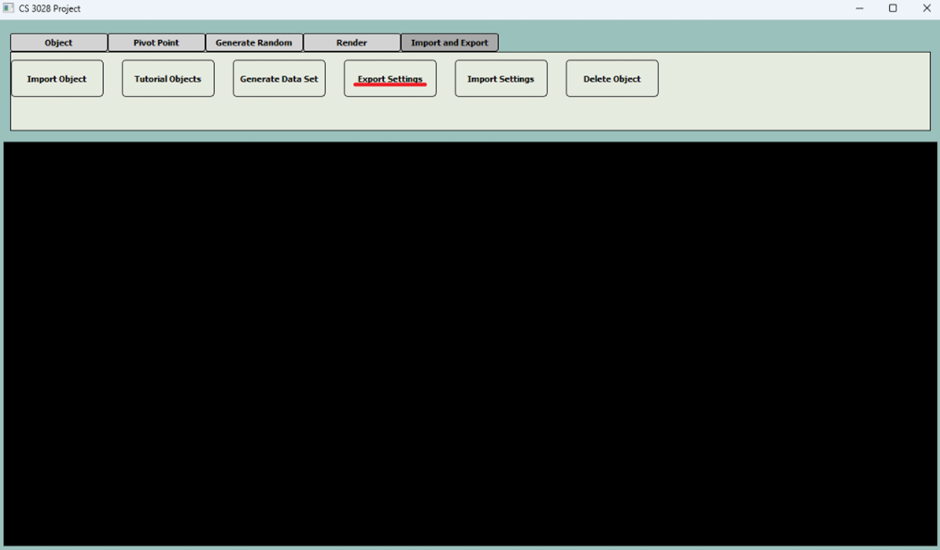 CS 3028 Project
Object Pivot Point Generate Random Render Import and Export
Import Object Tutorial Objects Generate Data Set Export Settings Import Settings Delete Object